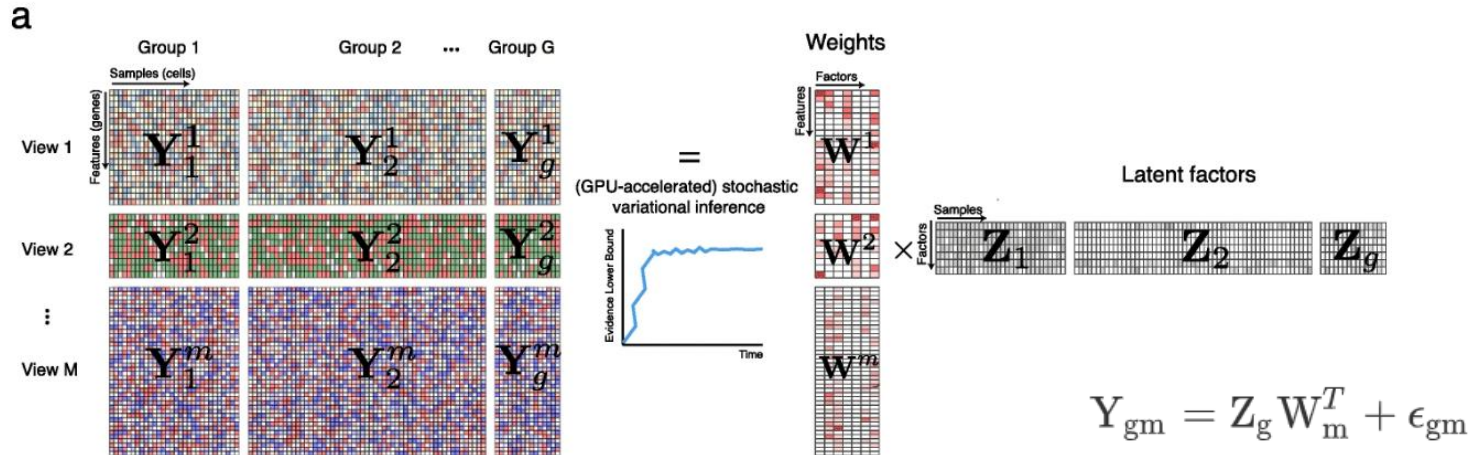 a
Group 1 Group 2 ... Group G
Samples (cells)
Features (genes)
View 1
Y_1^1 Y_2^1 Y_g^1
View 2
Y_1^2 Y_2^2 Y_g^2
⋮
View M
Y_1^m Y_2^m Y_g^m
=
(GPU-accelerated) stochastic
variational inference
Evidence Lower Bound
Time
Weights
Factors
Features
W^1
W^2
W^m
×
Latent factors
Samples
Factors
Z_1 Z_2 Z_g
Y_gm = Z_g W_m^T + ϵ_gm